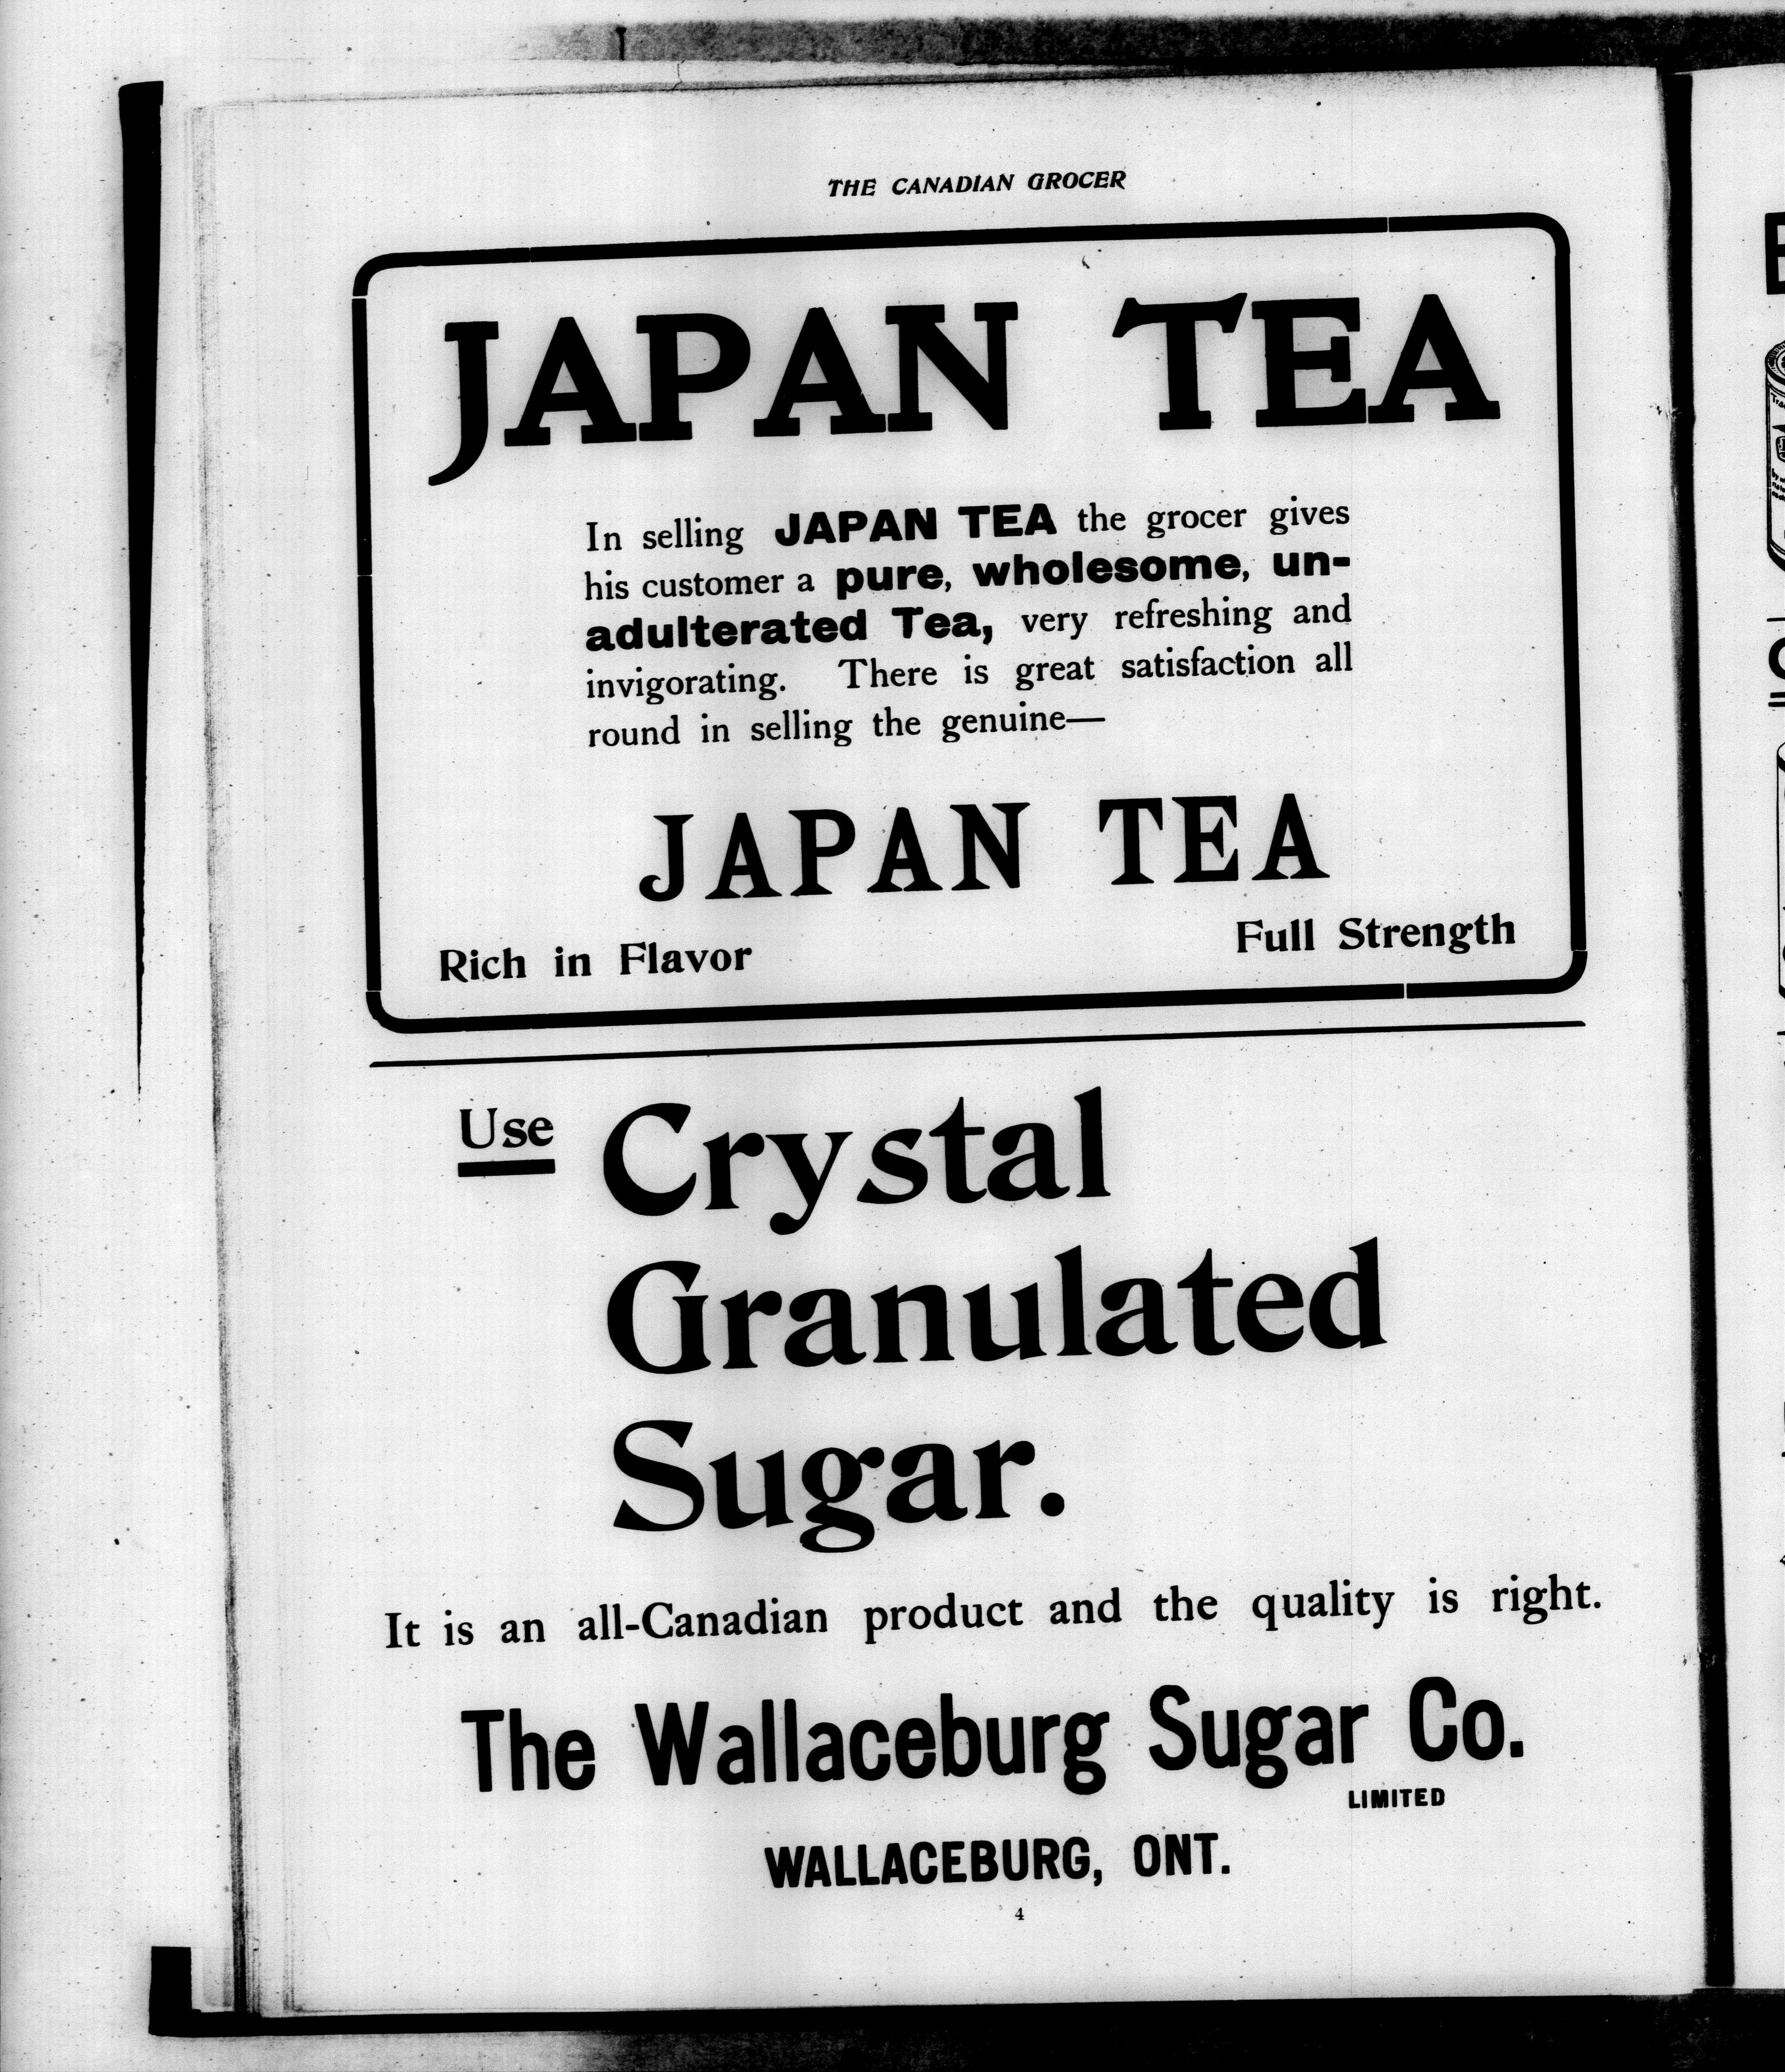 THE CANADIAN GROCER
JAPAN TEA
In selling JAPAN TEA the grocer gives
his customer a pure, wholesome, un-
adulterated Tea, very refreshing and
invigorating. There is great satisfaction all
round in selling the genuine—
JAPAN TEA
Rich in Flavor Full Strength
Use Crystal
Granulated
Sugar.
It is an all-Canadian product and the quality is right.
The Wallaceburg Sugar Co.
LIMITED
WALLACEBURG, ONT.
4